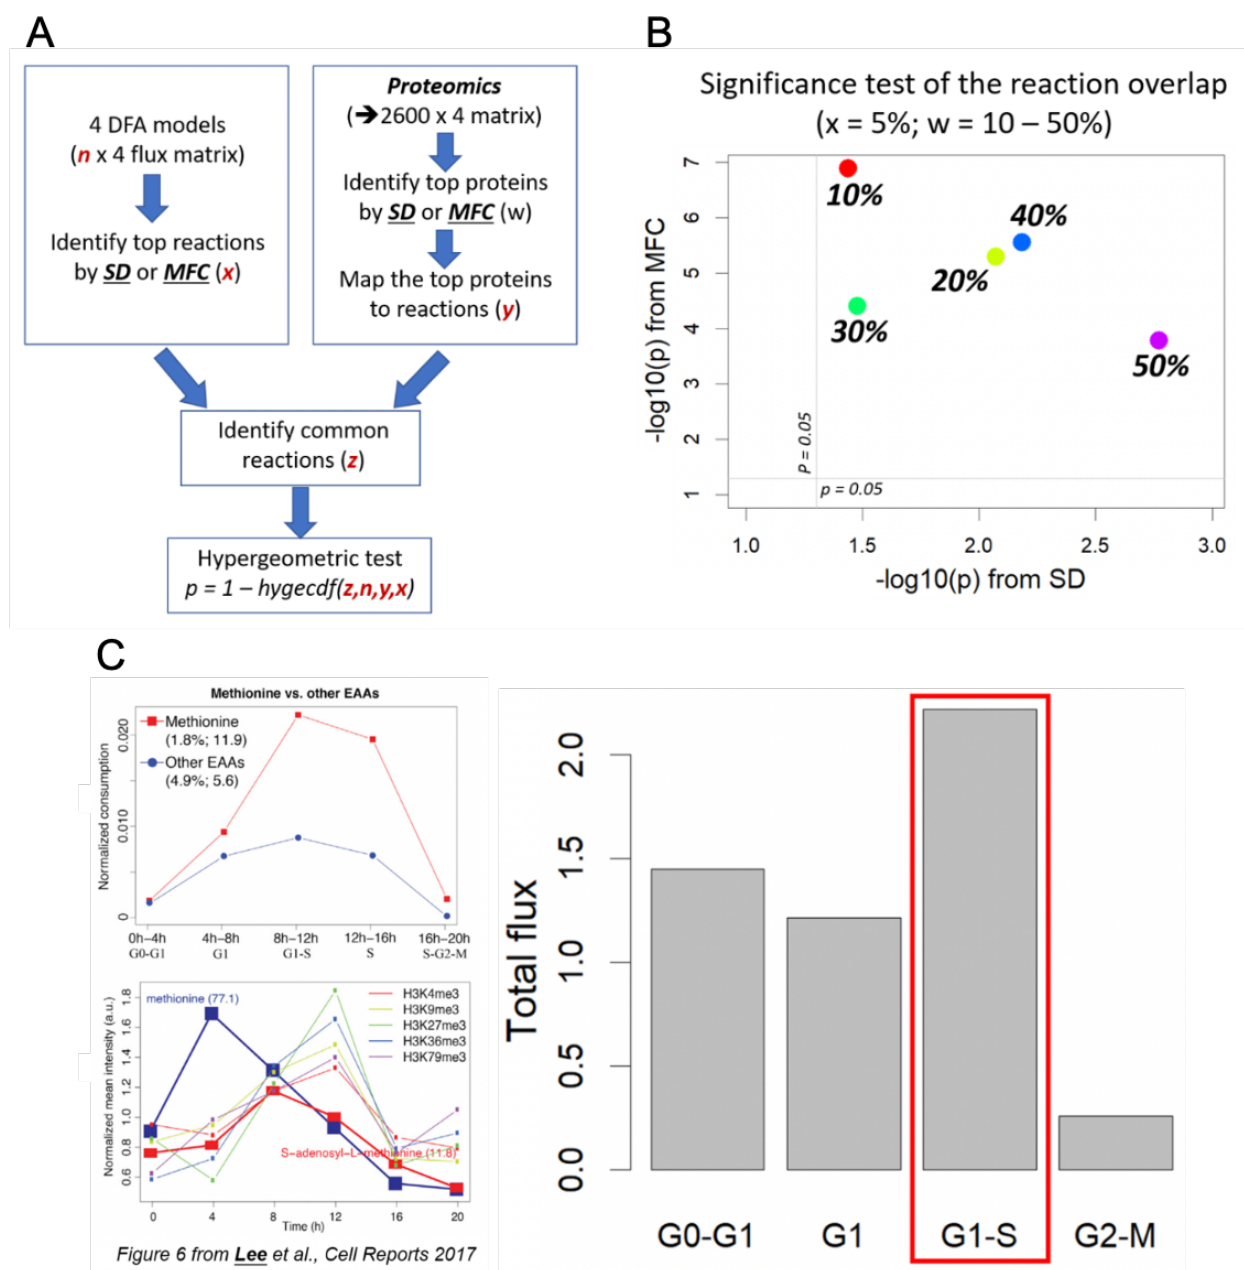 A
4 DFA models
(n x 4 flux matrix)
Identify top reactions
by SD or MFC (x)
Proteomics
(➔2600 x 4 matrix)
Identify top proteins
by SD or MFC (w)
Map the top proteins
to reactions (y)
Identify common
reactions (z)
Hypergeometric test
p = 1 – hygecdf(z,n,y,x)
B
Significance test of the reaction overlap
(x = 5%; w = 10 – 50%)
-log10(p) from MFC
7
6
5
4
3
2
1
10%
40%
20%
30%
50%
P = 0.05
p = 0.05
1.0
1.5
2.0
2.5
3.0
-log10(p) from SD
C
Methionine vs. other EAAs
Normalized consumption
0.020
0.010
0
Methionine
(1.8%; 11.9)
Other EAAs
(4.9%; 5.6)
0h–4h
4h–8h
8h–12h
12h–16h
16h–20h
G0-G1
G1
G1-S
S
S-G2-M
Normalized mean intensity (a.u.)
1.8
1.6
1.4
1.2
1.0
0.8
0.6
methionine (77.1)
H3K4me3
H3K9me3
H3K27me3
H3K36me3
H3K79me3
S–adenosyl–L–methionine (11.8)
0
4
8
12
16
20
Time (h)
Figure 6 from Lee et al., Cell Reports 2017
Total flux
2.0
1.5
1.0
0.5
0.0
G0-G1
G1
G1-S
G2-M